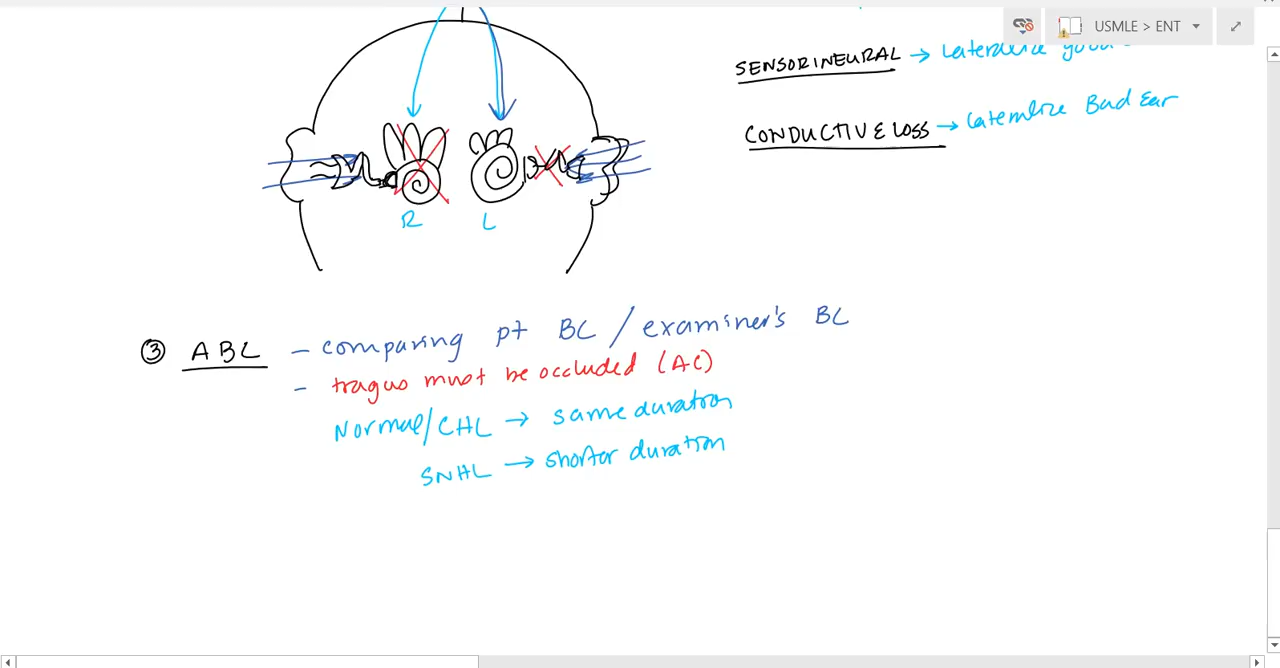 USMLE > ENT
SENSORINEURAL → Lateralize
CONDUCTIVE LOSS → Lateralize Bad Ear
R L
③ ABL – comparing pt BC / examiner's BC
– tragus must be occluded (AC)
Normal/CHL → same duration
SNHL → shorter duration